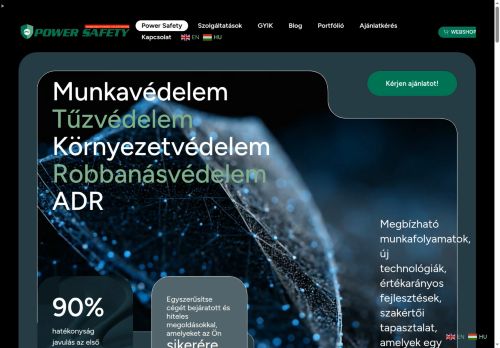 POWER SAFETY
Power Safety
Szolgáltatások
GYIK
Blog
Portfólió
Ajánlatkérés
Kapcsolat
EN
HU
WEBSHOP
Kérjen ajánlatot!
Munkavédelem
Tűzvédelem
Környezetvédelem
Robbanásvédelem
ADR
Megbízható
munkafolyamatok,
új
technológiák,
értékarányos
fejlesztések,
szakértői
tapasztalat,
amelyek egy
90%
hatékonyság
javulás az első
Egyszerűsítse
cégét bejáratott és
hiteles
megoldásokkal,
amelyeket az Ön
sikerére
EN
HU